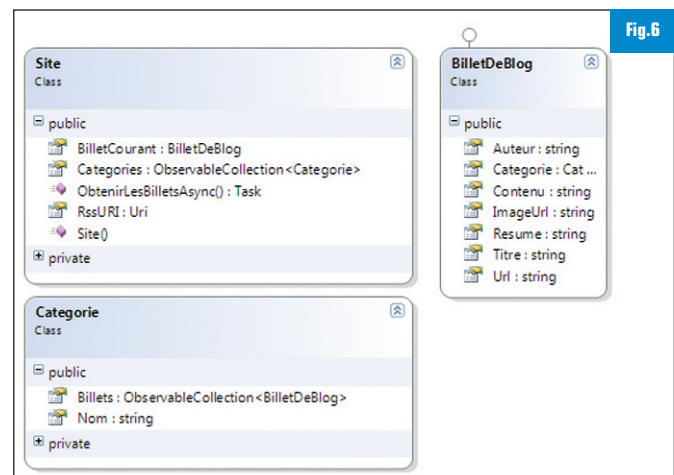 Fig.6
Site
Class
public
BilletCourant : BilletDeBlog
Categories : ObservableCollection<Categorie>
ObtenirLesBilletsAsync() : Task
RssURI : Uri
Site()
private
BilletDeBlog
Class
public
Auteur : string
Categorie : Cat ...
Contenu : string
ImageUrl : string
Resume : string
Titre : string
Url : string
Categorie
Class
public
Billets : ObservableCollection<BilletDeBlog>
Nom : string
private